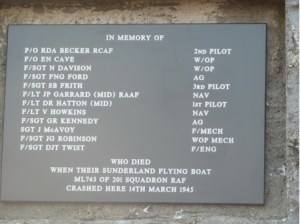 IN MEMORY OF
P/O RDA BECKER RCAF 2ND PILOT
P/O EN CAVE W/OP
F/SGT N DAVISON W/OP
F/SGT FNG FORD AG
F/SGT SB FRITH 3RD PILOT
F/LT JP GARRARD (MID) RAAF NAV
F/LT DR HATTON (MID) 1ST PILOT
F/LT V HOWKINS NAV
F/SGT GR KENNEDY AG
SGT J McAVOY F/MECH
F/SGT JG ROBINSON WOP MECH
F/SGT DJT TWIST F/ENG
WHO DIED
WHEN THEIR SUNDERLAND FLYING BOAT
ML743 OF 201 SQUADRON RAF
CRASHED HERE 14TH MARCH 1945